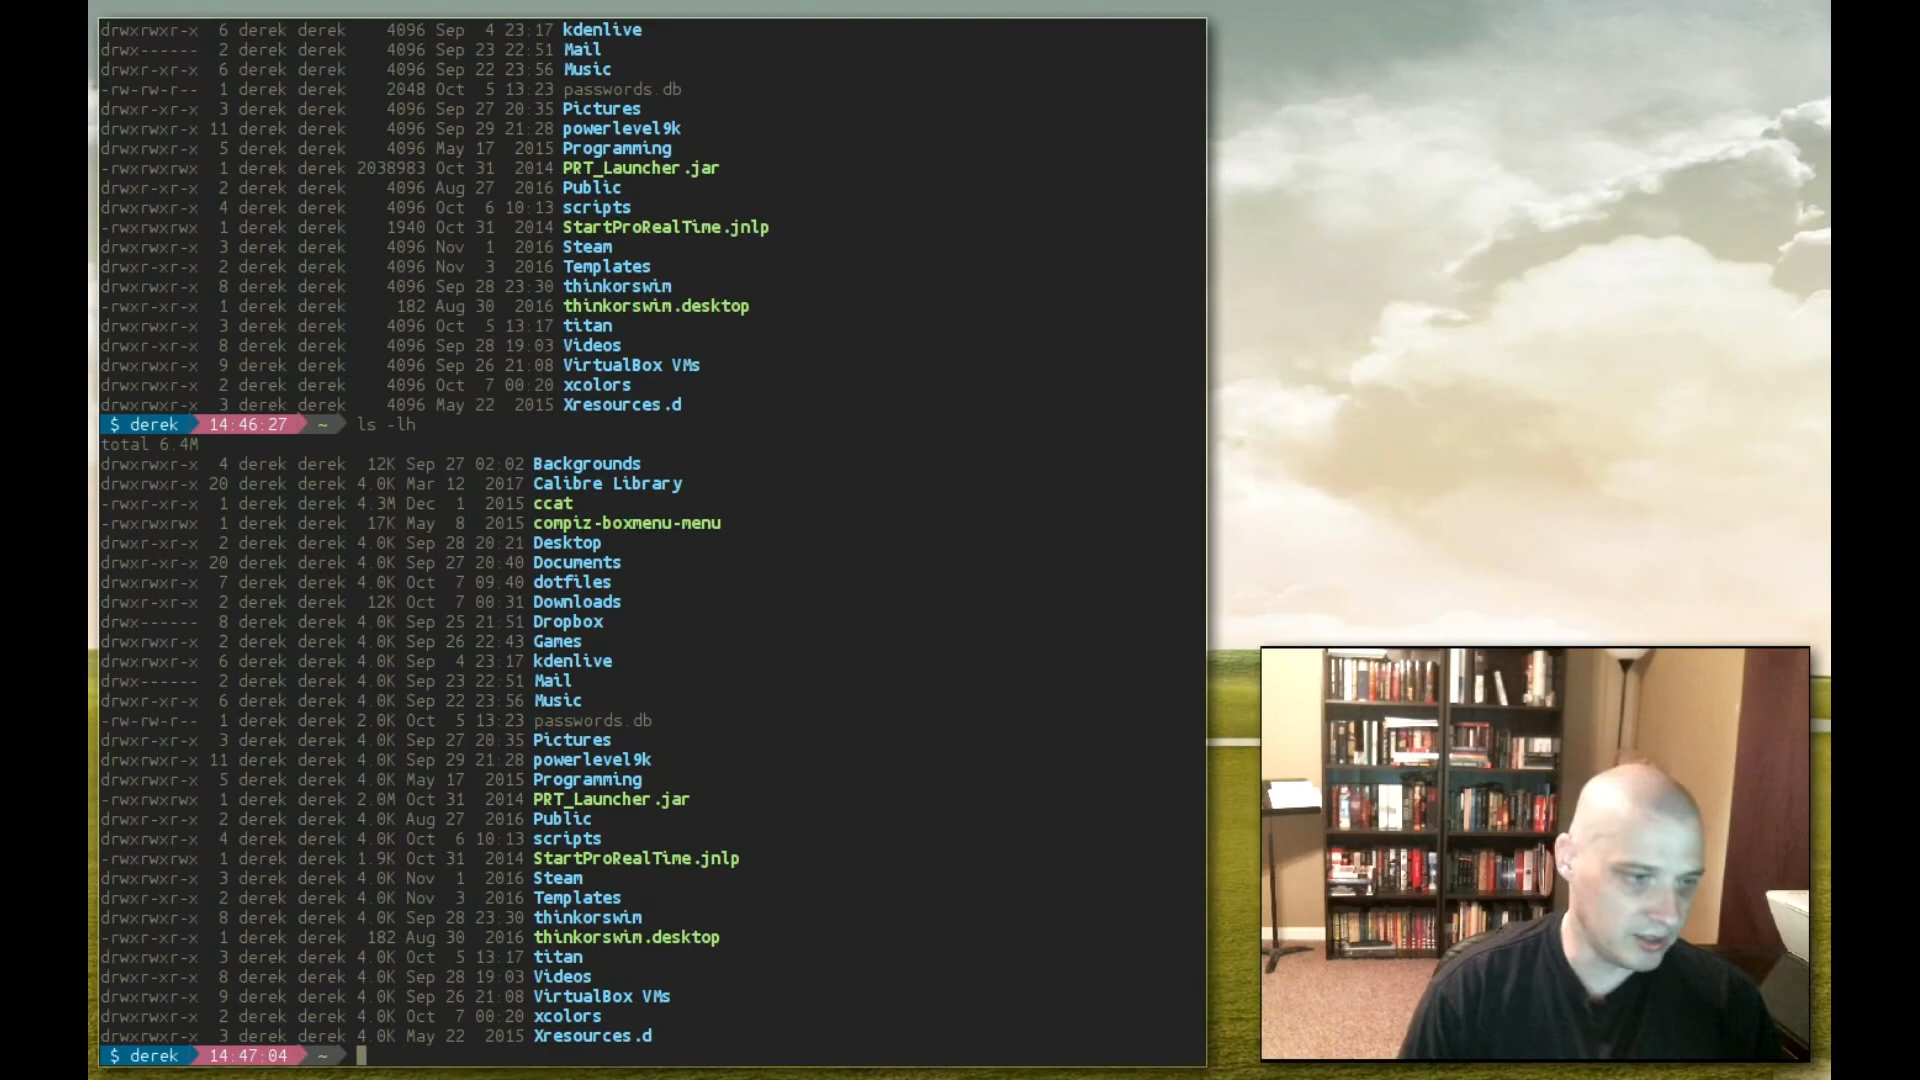 drwxrwxr-x  6 derek derek    4096 Sep  4 23:17 kdenlive
drwx------  2 derek derek    4096 Sep 23 22:51 Mail
drwxr-xr-x  6 derek derek    4096 Sep 22 23:56 Music
-rw-rw-r--  1 derek derek    2048 Oct  5 13:23 passwords.db
drwxr-xr-x  3 derek derek    4096 Sep 27 20:35 Pictures
drwxrwxr-x 11 derek derek    4096 Sep 29 21:28 powerlevel9k
drwxrwxr-x  5 derek derek    4096 May 17  2015 Programming
-rwxrwxrwx  1 derek derek 2038983 Oct 31  2014 PRT_Launcher.jar
drwxr-xr-x  2 derek derek    4096 Aug 27  2016 Public
drwxrwxr-x  4 derek derek    4096 Oct  6 10:13 scripts
-rwxrwxrwx  1 derek derek    1940 Oct 31  2014 StartProRealTime.jnlp
drwxr-xr-x  3 derek derek    4096 Nov  1  2016 Steam
drwxr-xr-x  2 derek derek    4096 Nov  3  2016 Templates
drwxr-xr-x  8 derek derek    4096 Sep 28 23:30 thinkorswim
-rwxr-xr-x  1 derek derek     182 Aug 30  2016 thinkorswim.desktop
drwxr-xr-x  3 derek derek    4096 Oct  5 13:17 titan
drwxr-xr-x  8 derek derek    4096 Sep 28 19:03 Videos
drwxrwxr-x  9 derek derek    4096 Sep 26 21:08 VirtualBox VMs
drwxrwxr-x  2 derek derek    4096 Oct  7 00:20 xcolors
drwxrwxr-x  3 derek derek    4096 May 22  2015 Xresources.d
$ derek 14:46:27 ~ ls -lh
total 6.4M
drwxrwxr-x  4 derek derek  12K Sep 27 02:02 Backgrounds
drwxrwxr-x 20 derek derek 4.0K Mar 12  2017 Calibre Library
-rwxr-xr-x  1 derek derek 4.3M Dec  1  2015 ccat
-rwxrwxrwx  1 derek derek  17K May  8  2015 compiz-boxmenu-menu
drwxr-xr-x  2 derek derek 4.0K Sep 28 20:21 Desktop
drwxr-xr-x 20 derek derek 4.0K Sep 27 20:40 Documents
drwxrwxr-x  7 derek derek 4.0K Oct  7 09:40 dotfiles
drwxr-xr-x  2 derek derek  12K Oct  7 00:31 Downloads
drwx------  8 derek derek 4.0K Sep 25 21:51 Dropbox
drwxrwxr-x  2 derek derek 4.0K Sep 26 22:43 Games
drwxrwxr-x  6 derek derek 4.0K Sep  4 23:17 kdenlive
drwx------  2 derek derek 4.0K Sep 23 22:51 Mail
drwxr-xr-x  6 derek derek 4.0K Sep 22 23:56 Music
-rw-rw-r--  1 derek derek 2.0K Oct  5 13:23 passwords.db
drwxr-xr-x  3 derek derek 4.0K Sep 27 20:35 Pictures
drwxrwxr-x 11 derek derek 4.0K Sep 29 21:28 powerlevel9k
drwxrwxr-x  5 derek derek 4.0K May 17  2015 Programming
-rwxrwxrwx  1 derek derek 2.0M Oct 31  2014 PRT_Launcher.jar
drwxr-xr-x  2 derek derek 4.0K Aug 27  2016 Public
drwxrwxr-x  4 derek derek 4.0K Oct  6 10:13 scripts
-rwxrwxrwx  1 derek derek 1.9K Oct 31  2014 StartProRealTime.jnlp
drwxr-xr-x  3 derek derek 4.0K Nov  1  2016 Steam
drwxr-xr-x  2 derek derek 4.0K Nov  3  2016 Templates
drwxr-xr-x  8 derek derek 4.0K Sep 28 23:30 thinkorswim
-rwxr-xr-x  1 derek derek  182 Aug 30  2016 thinkorswim.desktop
drwxr-xr-x  3 derek derek 4.0K Oct  5 13:17 titan
drwxr-xr-x  8 derek derek 4.0K Sep 28 19:03 Videos
drwxrwxr-x  9 derek derek 4.0K Sep 26 21:08 VirtualBox VMs
drwxrwxr-x  2 derek derek 4.0K Oct  7 00:20 xcolors
drwxrwxr-x  3 derek derek 4.0K May 22  2015 Xresources.d
$ derek 14:47:04 ~